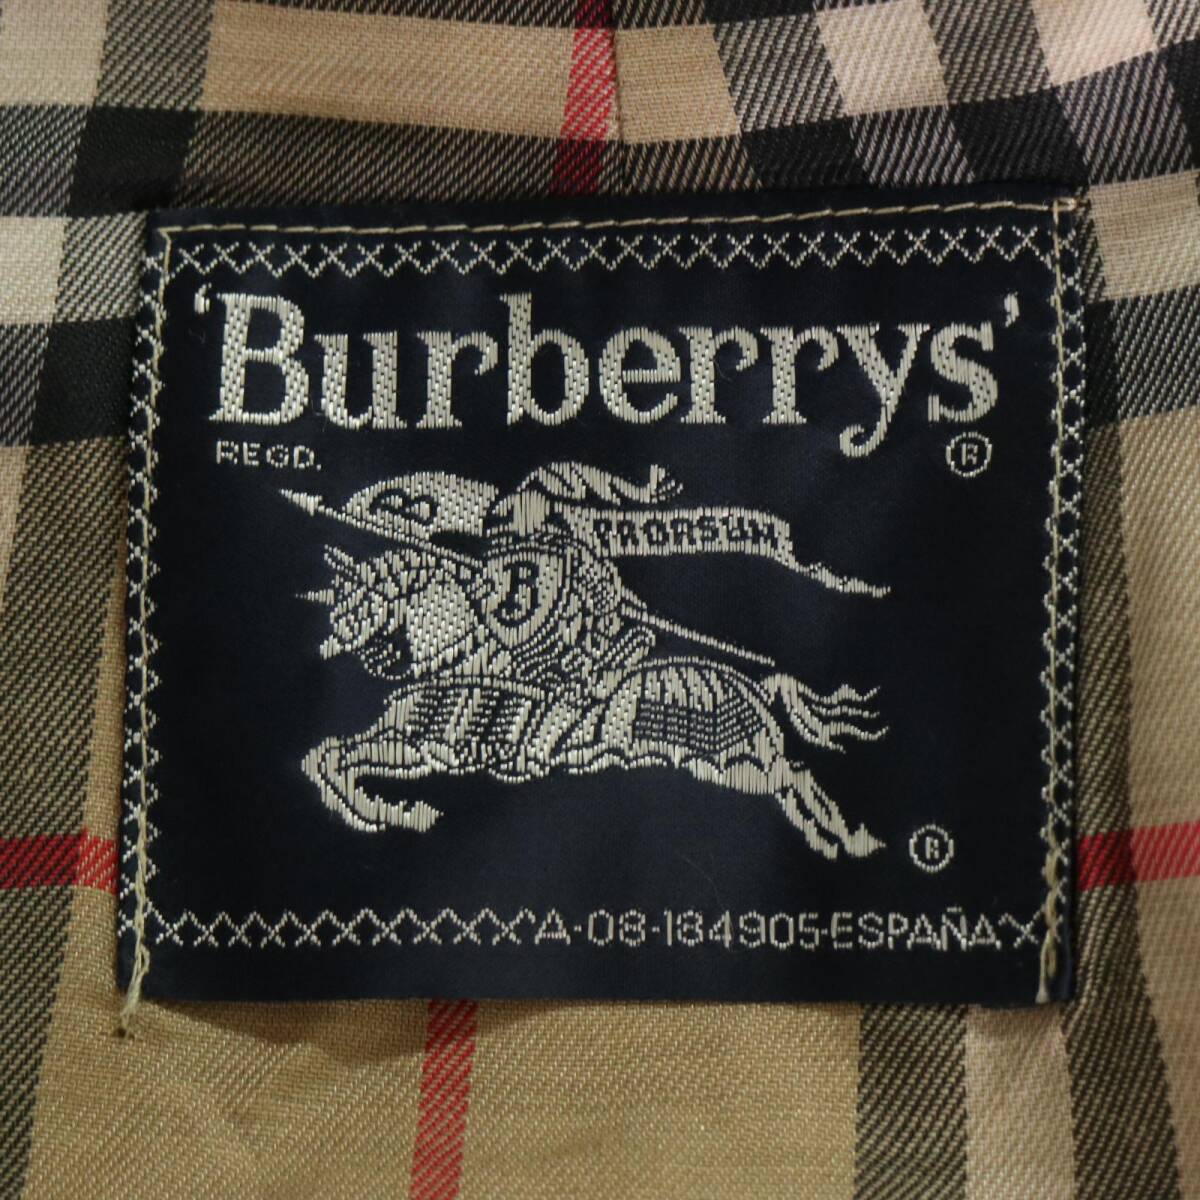 'Burberrys'
REGD. ®
B PRORSUM
B
®
A-08-184905-ESPAÑA